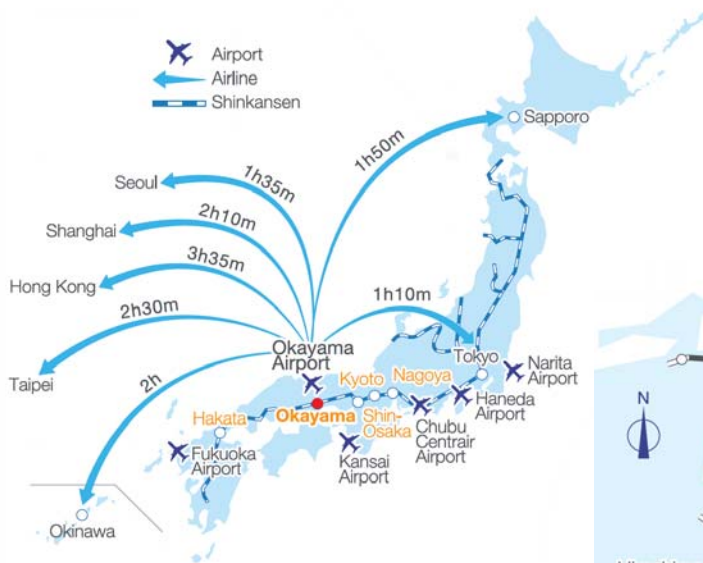 Airport
Airline
Shinkansen
Sapporo
1h50m
Seoul
1h35m
Shanghai
2h10m
Hong Kong
3h35m
Taipei
2h30m
2h
1h10m
Okayama
Airport
Tokyo
Narita
Airport
Haneda
Airport
Kyoto
Nagoya
Hakata
Okayama
Shin-
Osaka
Chubu
Centrair
Airport
Fukuoka
Airport
Kansai
Airport
Okinawa
N